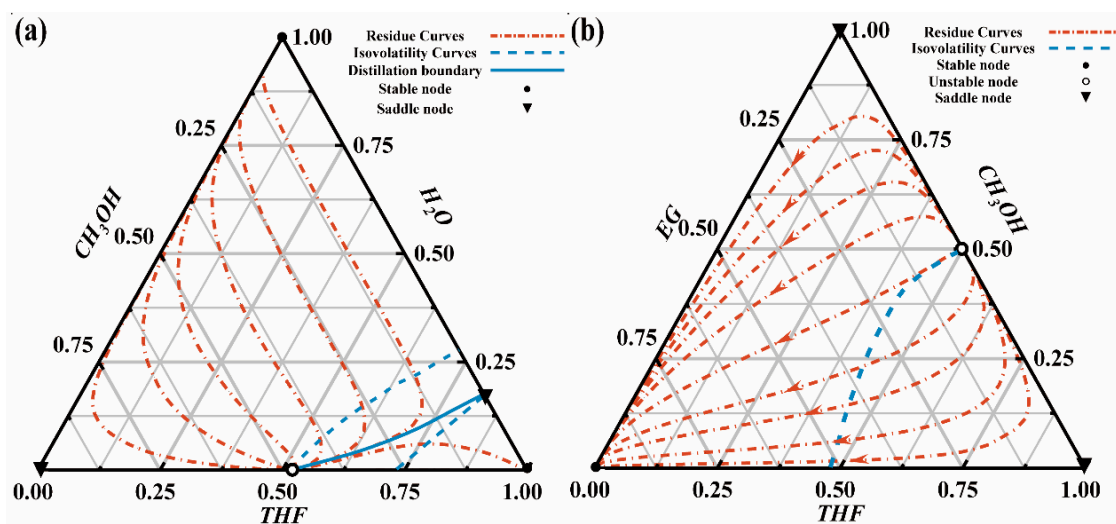 (a)
Residue Curves
Isovolatility Curves
Distillation boundary
Stable node
Saddle node
1.00
0.25
0.75
CH3OH
H2O
0.50
0.50
0.75
0.25
0.00
0.25
0.50
0.75
1.00
THF
(b)
Residue Curves
Isovolatility Curves
Stable node
Unstable node
Saddle node
1.00
0.25
0.75
EG
CH3OH
0.50
0.50
0.75
0.25
0.00
0.25
0.50
0.75
1.00
THF